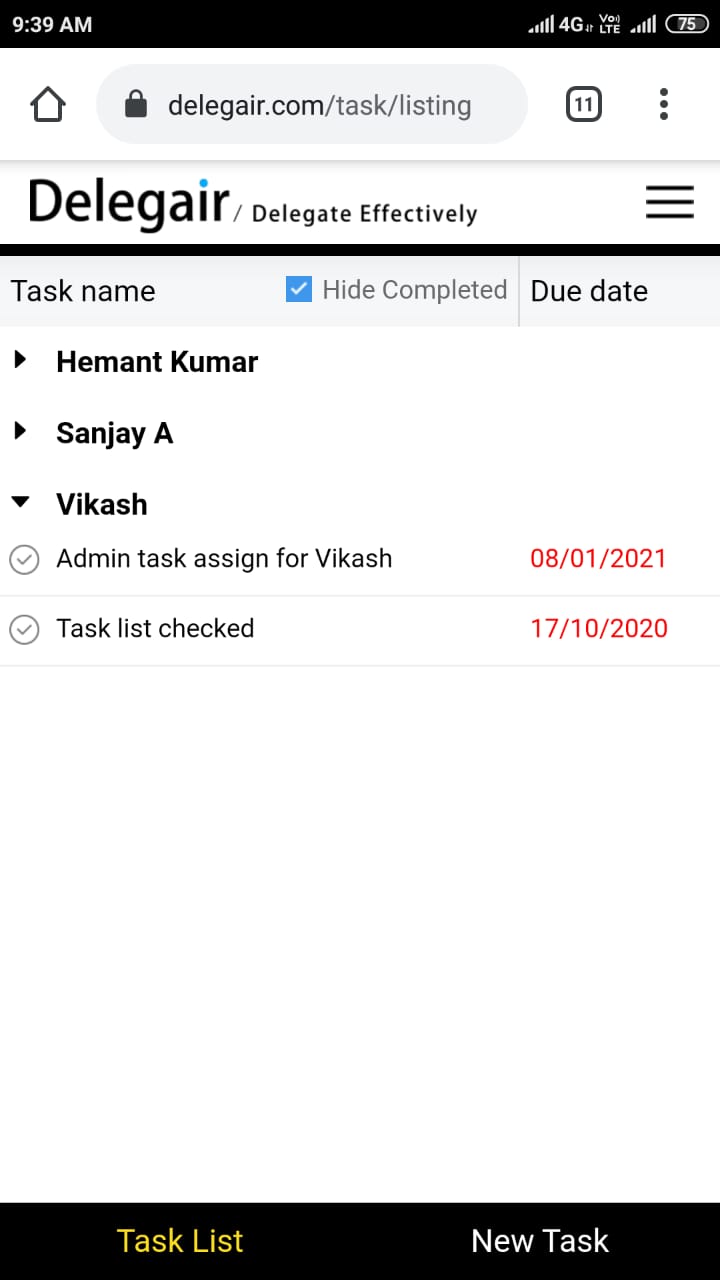 9:39 AM 4G Vo) LTE 75
delegair.com/task/listing 11
Delegair / Delegate Effectively
Task name Hide Completed Due date
Hemant Kumar
Sanjay A
Vikash
Admin task assign for Vikash 08/01/2021
Task list checked 17/10/2020
Task List New Task